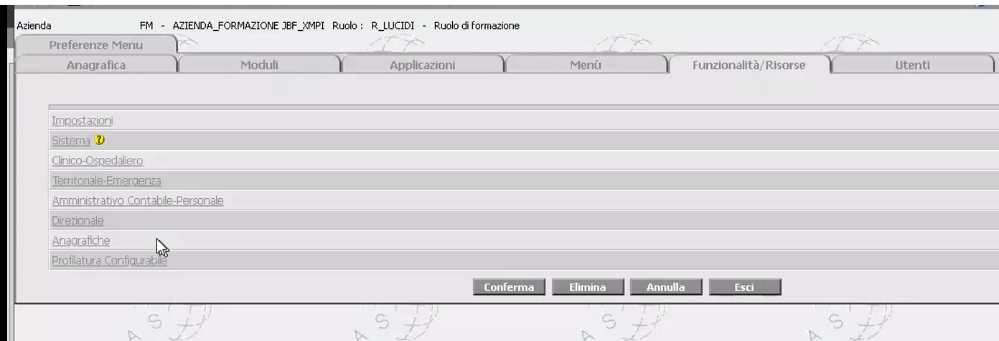 Azienda FM - AZIENDA_FORMAZIONE JBF_XMPI Ruolo : R_LUCIDI - Ruolo di formazione
Preferenze Menu
Anagrafica Moduli Applicazioni Menù Funzionalità/Risorse Utenti
Impostazioni
Sistema ?
Clinico-Ospedaliero
Territoriale-Emergenza
Amministrativo Contabile-Personale
Direzionale
Anagrafiche
Profilatura Configurabile
Conferma Elimina Annulla Esci